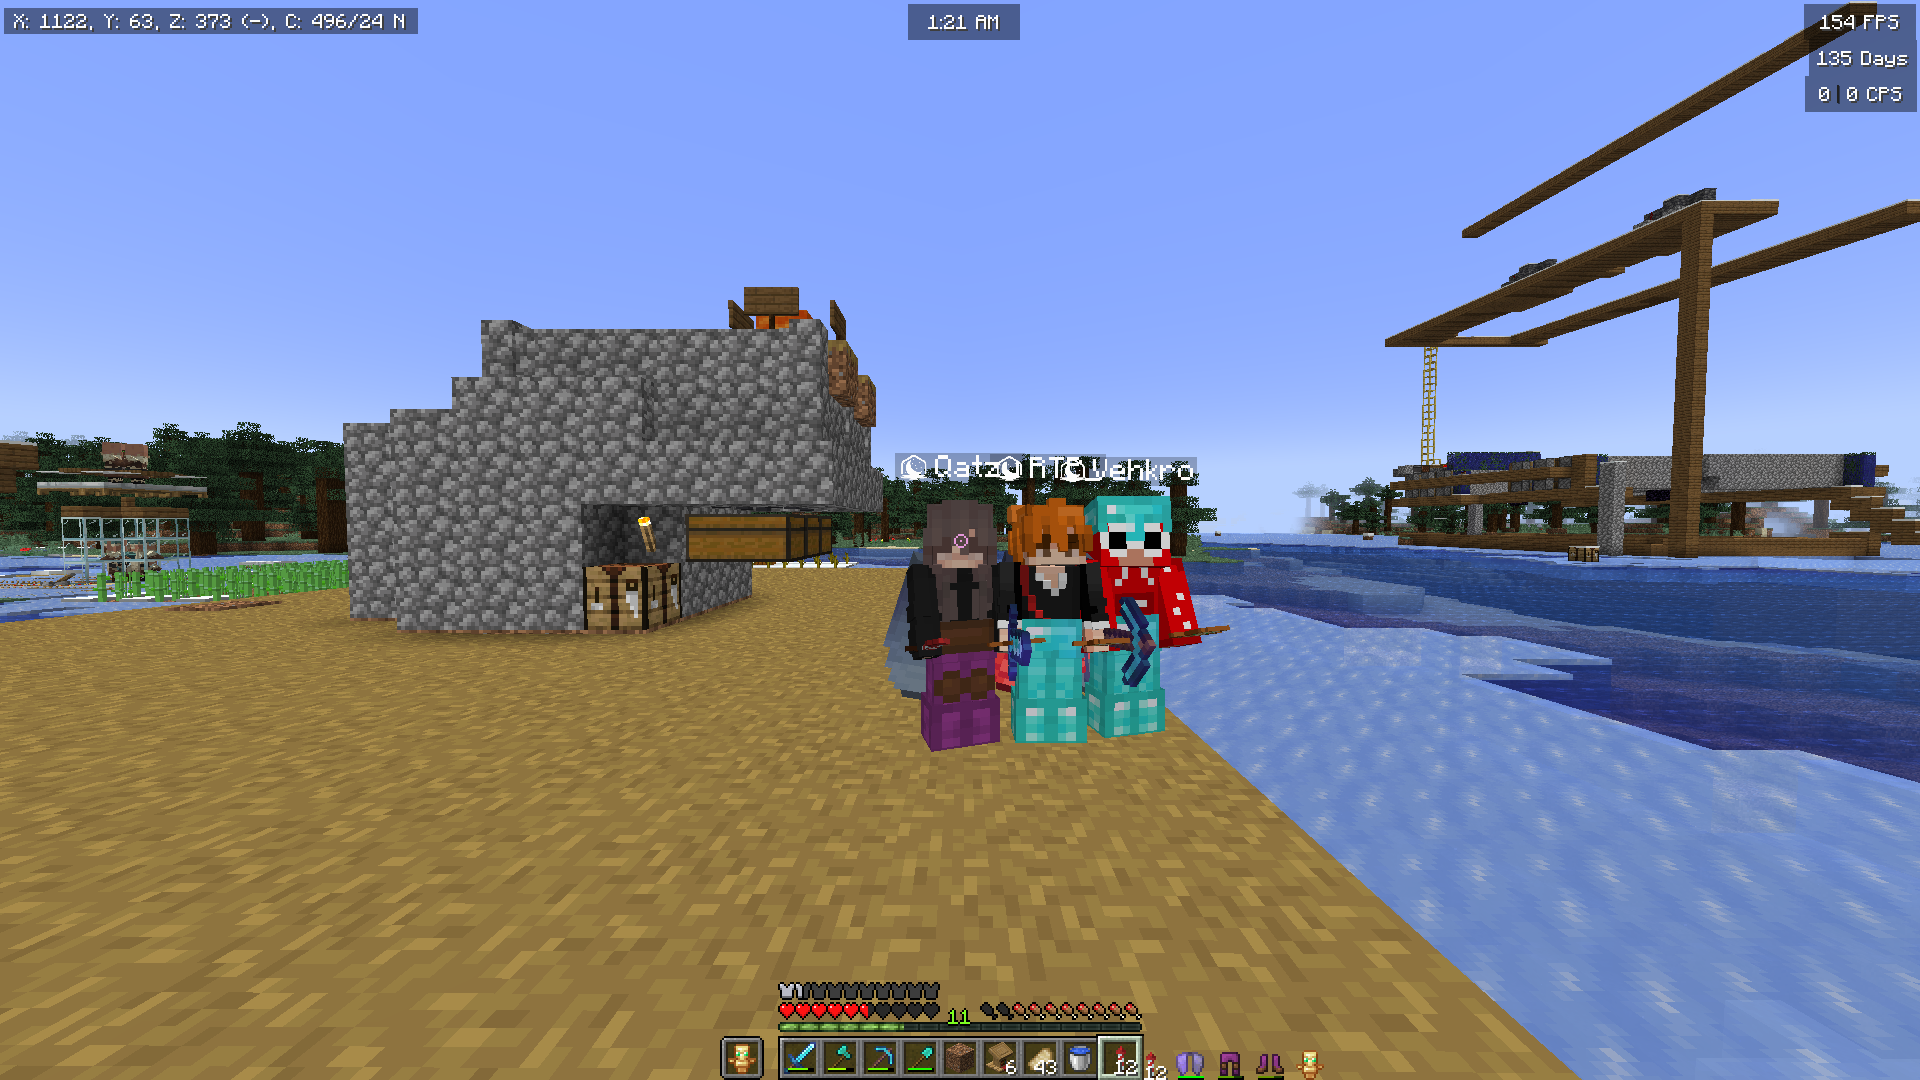 X: 1122, Y: 63, Z: 373 (-), C: 496/24 N
1:21 AM
154 FPS
135 Days
0 | 0 CPS
Wehkro
11
6 43 12 12